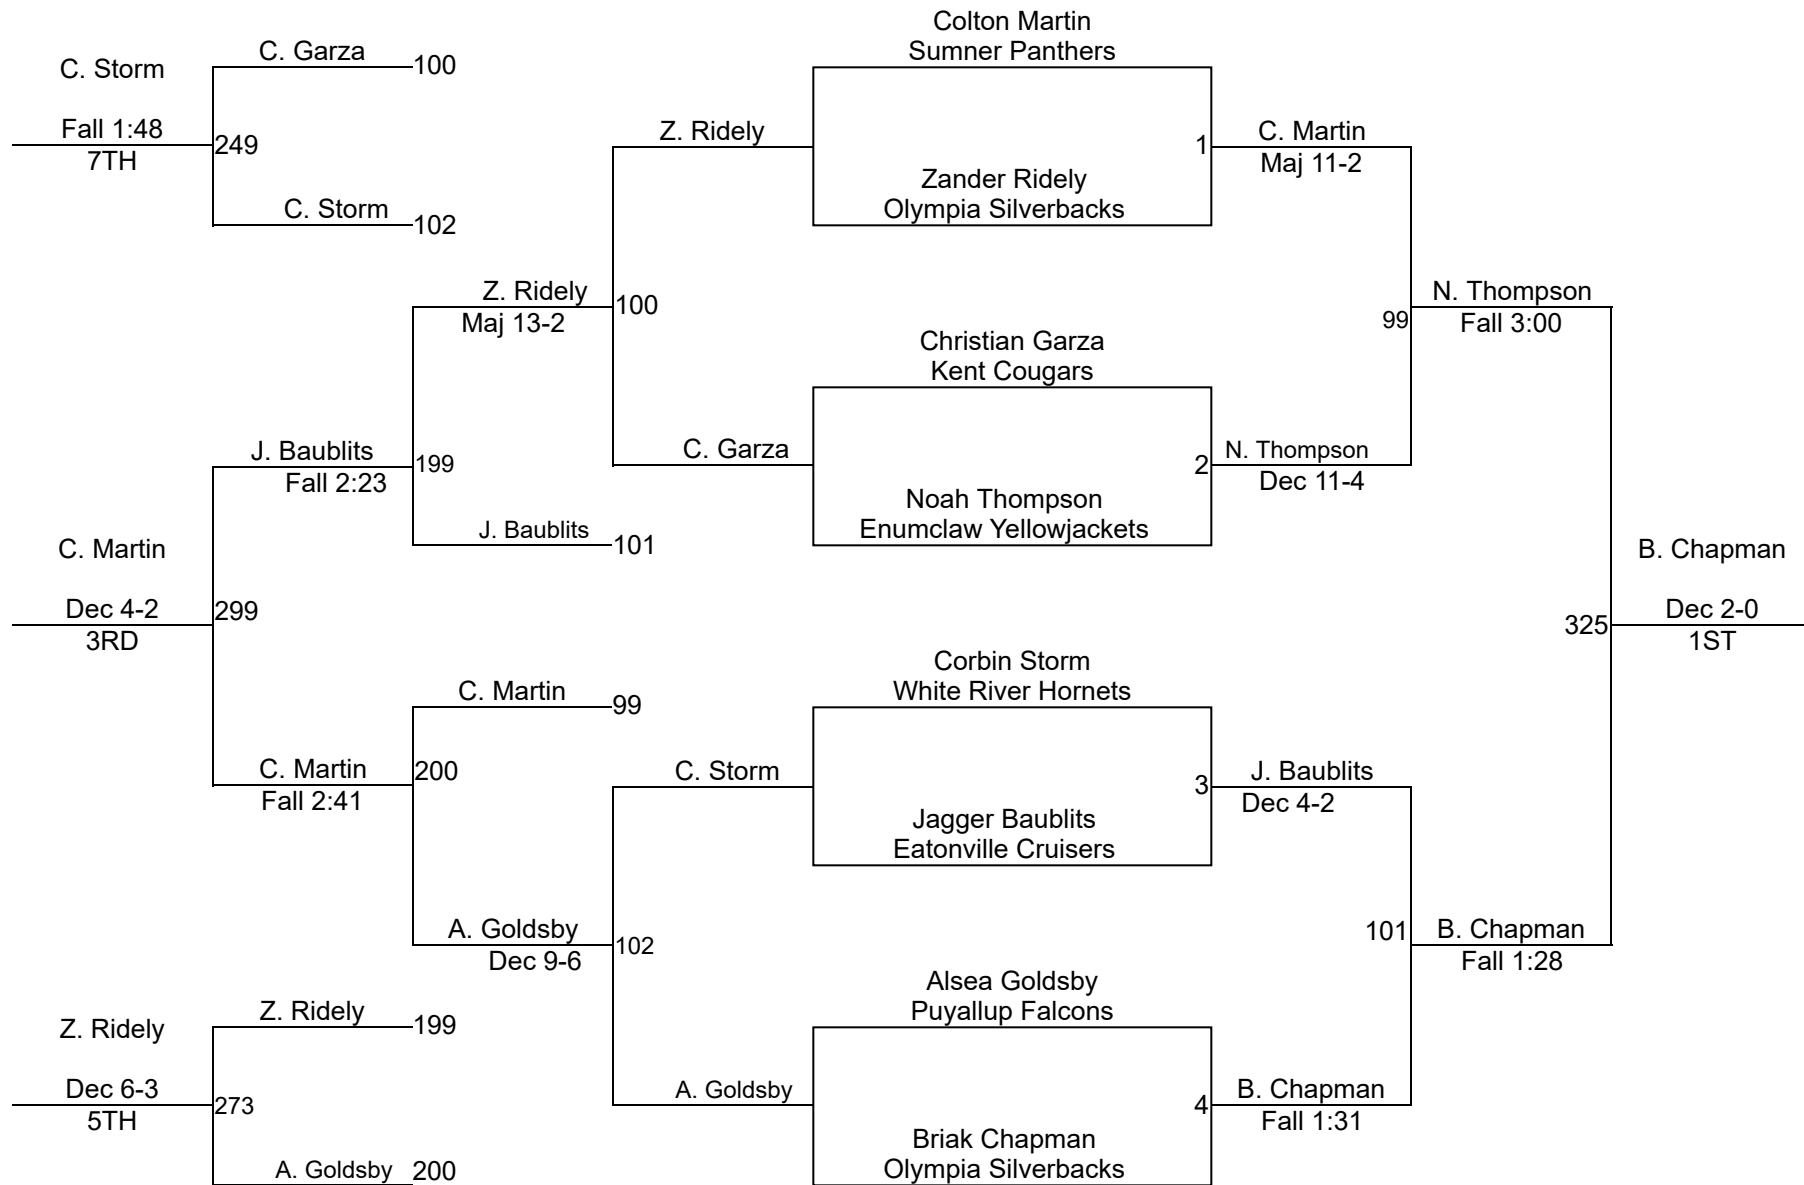 Colton Martin
Sumner Panthers
C. Storm
C. Garza
100
Fall 1:48
249
7TH
Z. Ridely
1
C. Martin
Maj 11-2
C. Storm
102
Zander Ridely
Olympia Silverbacks
Z. Ridely
100
Maj 13-2
N. Thompson
99
Fall 3:00
Christian Garza
Kent Cougars
J. Baublits
199
Fall 2:23
C. Garza
2
N. Thompson
Dec 11-4
Noah Thompson
Enumclaw Yellowjackets
J. Baublits
101
C. Martin
Dec 4-2
299
3RD
B. Chapman
325
Dec 2-0
1ST
Corbin Storm
White River Hornets
C. Martin
99
C. Martin
200
Fall 2:41
C. Storm
3
J. Baublits
Dec 4-2
Jagger Baublits
Eatonville Cruisers
A. Goldsby
102
Dec 9-6
101
B. Chapman
Fall 1:28
Alsea Goldsby
Puyallup Falcons
Z. Ridely
Z. Ridely
199
Dec 6-3
273
5TH
A. Goldsby
4
B. Chapman
Fall 1:31
Briak Chapman
Olympia Silverbacks
A. Goldsby
200